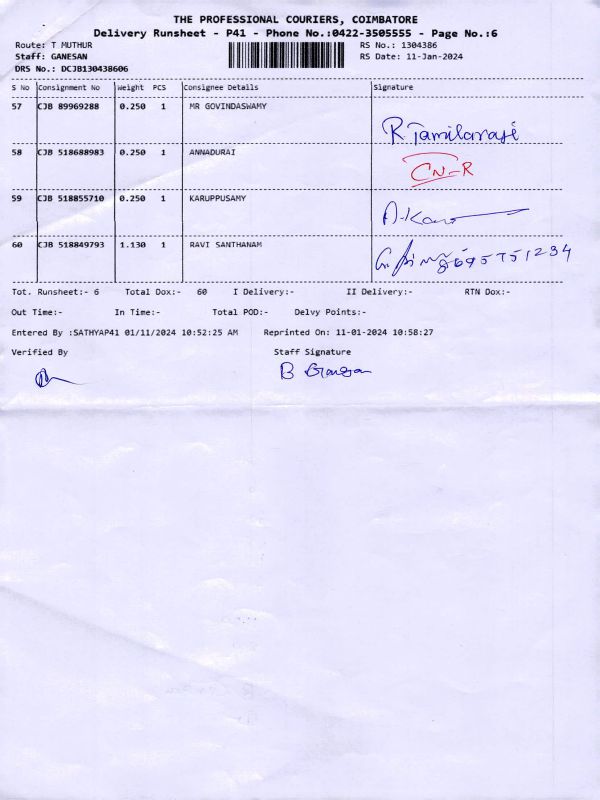 THE PROFESSIONAL COURIERS, COIMBATORE
Delivery Runsheet - P41 - Phone No.:0422-3505555 - Page No.:6
Route: T MUTHUR RS No.: 1304386
Staff: GANESAN RS Date: 11-Jan-2024
DRS No.: DCJB130438606
S No Consignment No Weight PCS Consignee Details Signature
57 CJB 89969288 0.250 1 MR GOVINDASWAMY
R Tamilarasi
58 CJB 518688983 0.250 1 ANNADURAI
CN-R
59 CJB 518855710 0.250 1 KARUPPUSAMY
60 CJB 518849793 1.130 1 RAVI SANTHANAM
Tot. Runsheet:- 6 Total Dox:- 60 I Delivery:- II Delivery:- RTN Dox:-
Out Time:- In Time:- Total POD:- Delvy Points:-
Entered By :SATHYAP41 01/11/2024 10:52:25 AM Reprinted On: 11-01-2024 10:58:27
Verified By Staff Signature